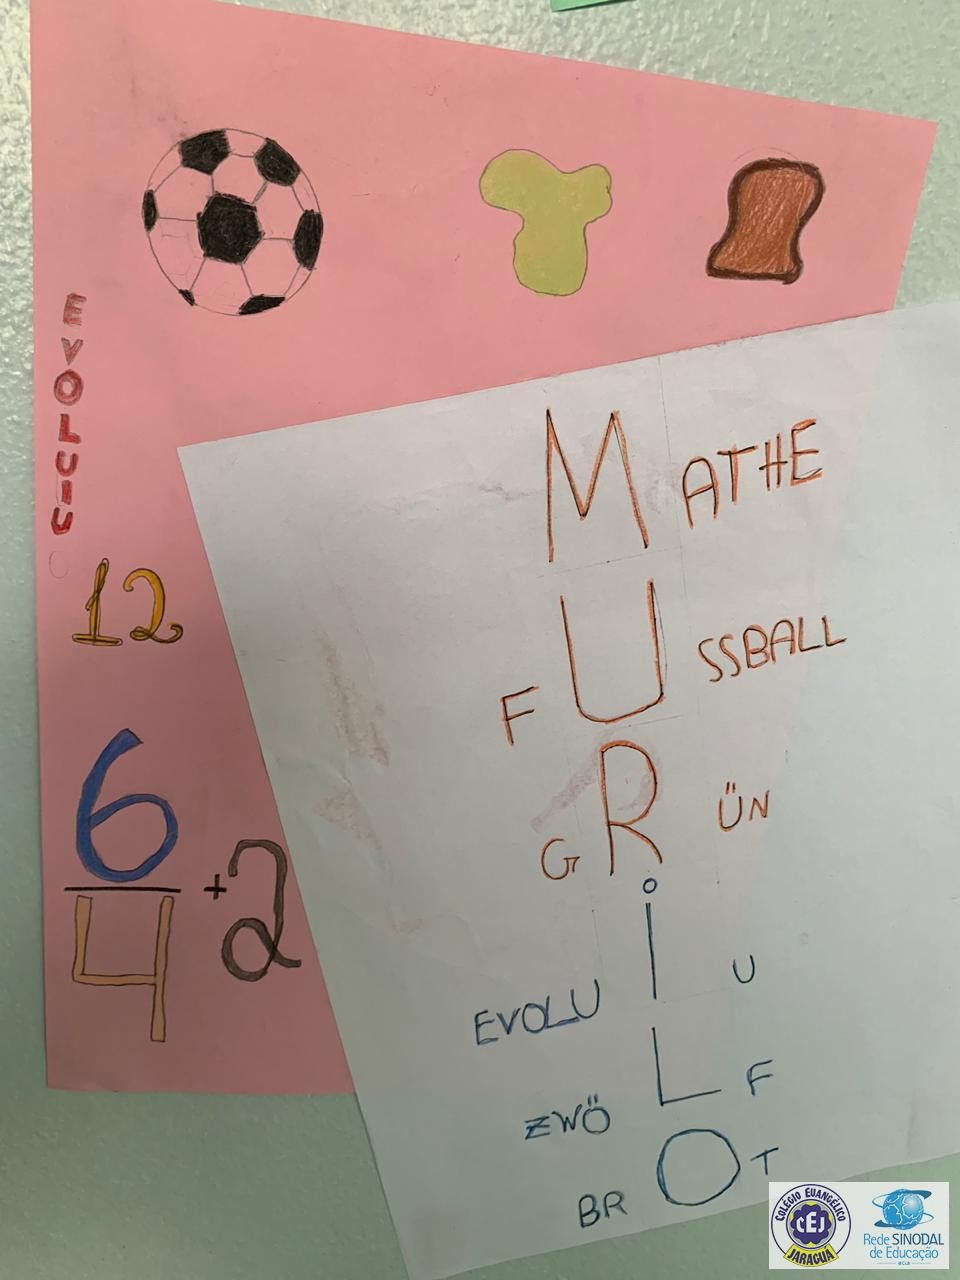 EVOLUIU
12
6
4
+2
MATHE
FUSSBALL
GRÜN
EVOLUIU
ZWÖLF
BROT
COLÉGIO EVANGÉLICO
CEJ
JARAGUÁ
Rede SINODAL
de Educação